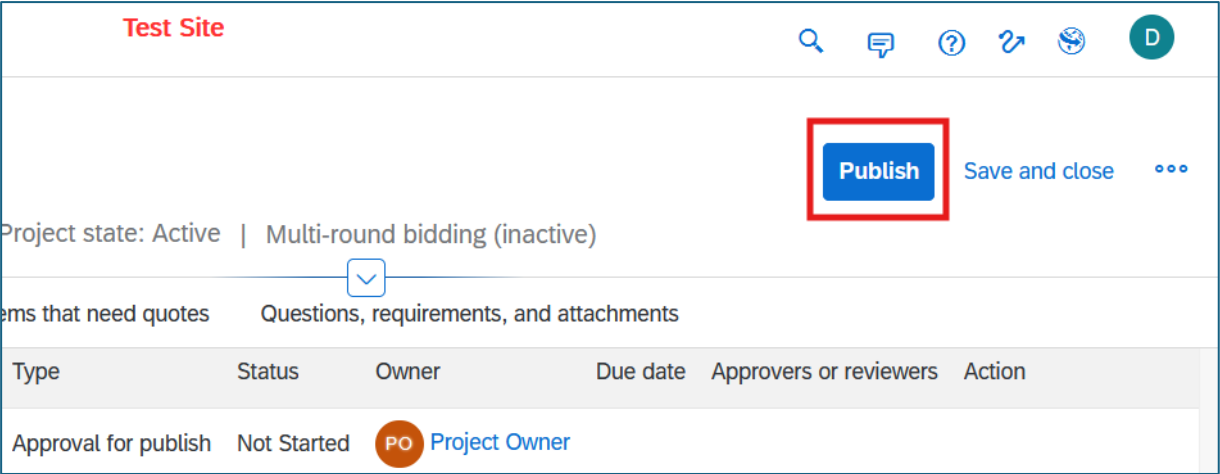 Test Site
D
Publish
Save and close
Project state: Active | Multi-round bidding (inactive)
ems that need quotes
Questions, requirements, and attachments
Type Status Owner Due date Approvers or reviewers Action
Approval for publish Not Started PO Project Owner